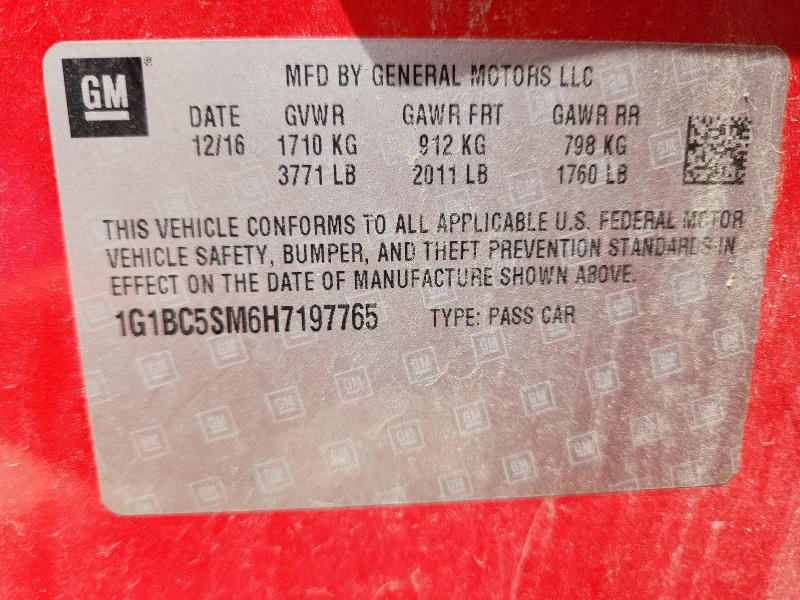 GM®
MFD BY GENERAL MOTORS LLC
DATE GVWR GAWR FRT GAWR RR
12/16 1710 KG 912 KG 798 KG
3771 LB 2011 LB 1760 LB
THIS VEHICLE CONFORMS TO ALL APPLICABLE U.S. FEDERAL MOTOR
VEHICLE SAFETY, BUMPER, AND THEFT PREVENTION STANDARDS IN
EFFECT ON THE DATE OF MANUFACTURE SHOWN ABOVE.
1G1BC5SM6H7197765 TYPE: PASS CAR